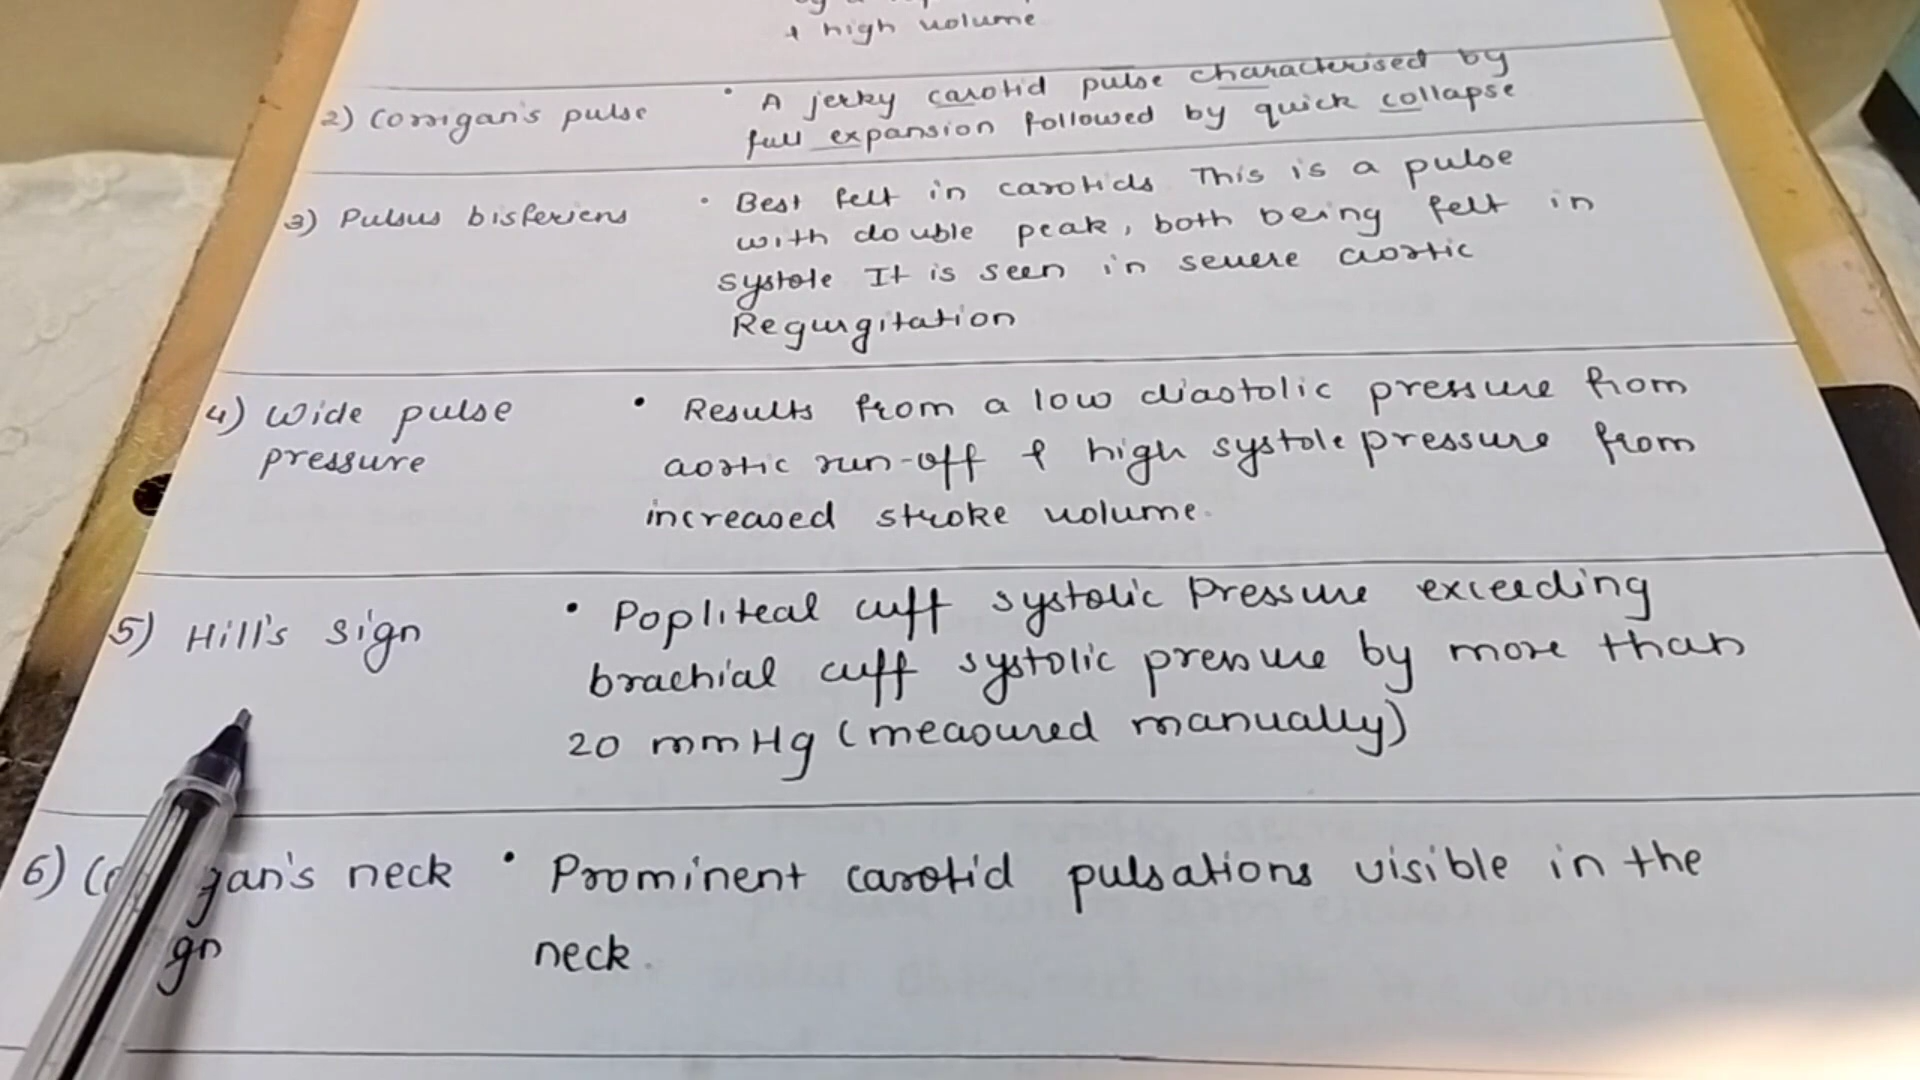 + high volume
2) Corrigan's pulse
• A jerky carotid pulse characterised by
full expansion followed by quick collapse
3) Pulsus bisferiens
• Best felt in carotids This is a pulse
with double peak, both being felt in
systole It is seen in severe aortic
Regurgitation
4) Wide pulse
pressure
• Results from a low diastolic pressure from
aortic run-off & high systole pressure from
increased stroke volume.
5) Hill's sign
• Popliteal cuff systolic Pressure exceeding
brachial cuff systolic pressure by more than
20 mmHg (measured manually)
6) neck
• Prominent carotid pulsations visible in the
neck.